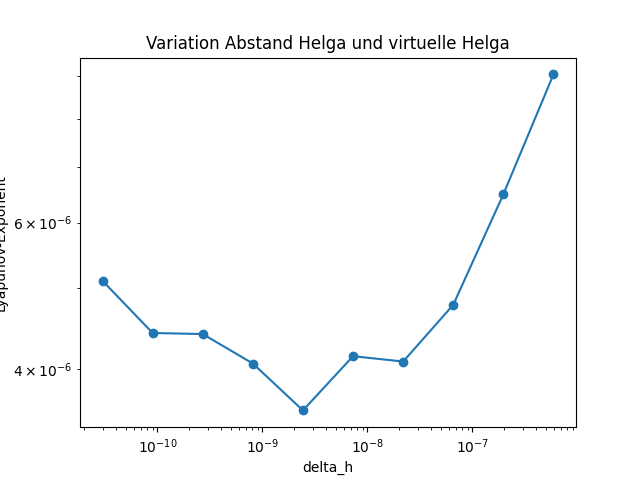 Variation Abstand Helga und virtuelle Helga
Lyapunov-Exponent
6 × 10⁻⁶
4 × 10⁻⁶
10⁻¹⁰ 10⁻⁹ 10⁻⁸ 10⁻⁷
delta_h